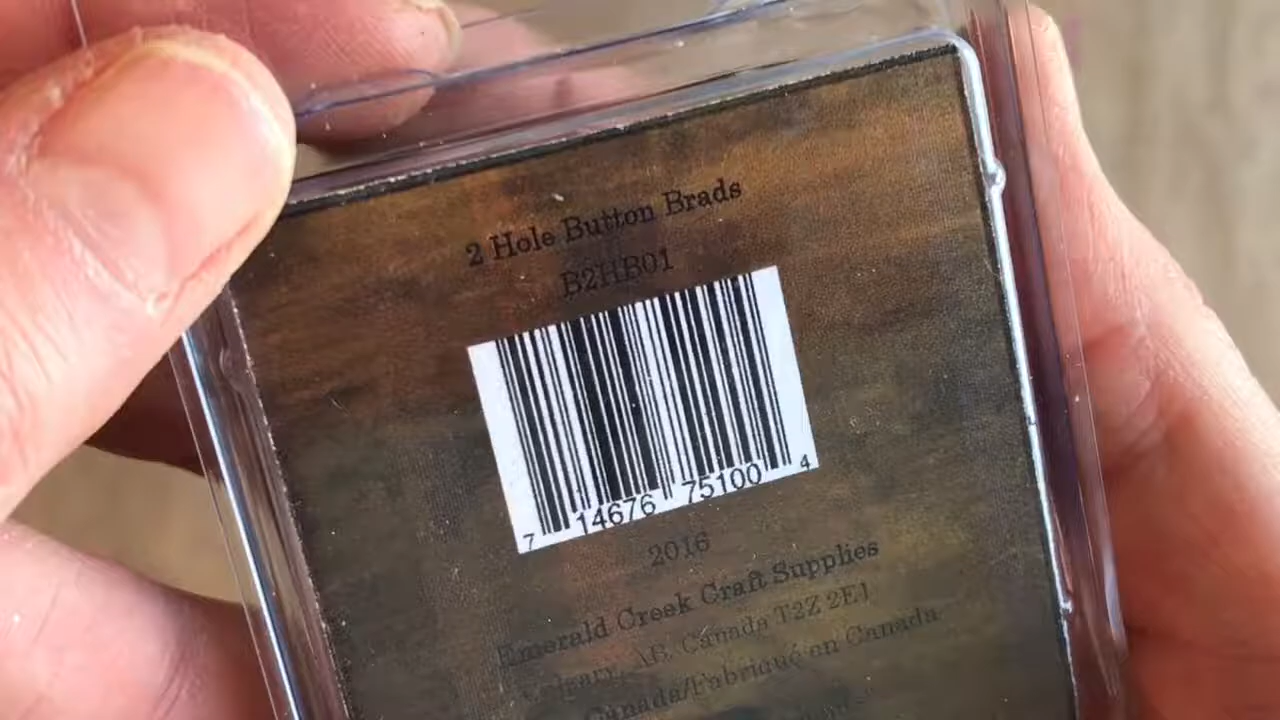 2 Hole Button Brads
B2HB01
7 14676 75100 4
2016
Emerald Creek Craft Supplies
Calgary, AB, Canada T2Z 2E1
Canada/Fabriqué en Canada